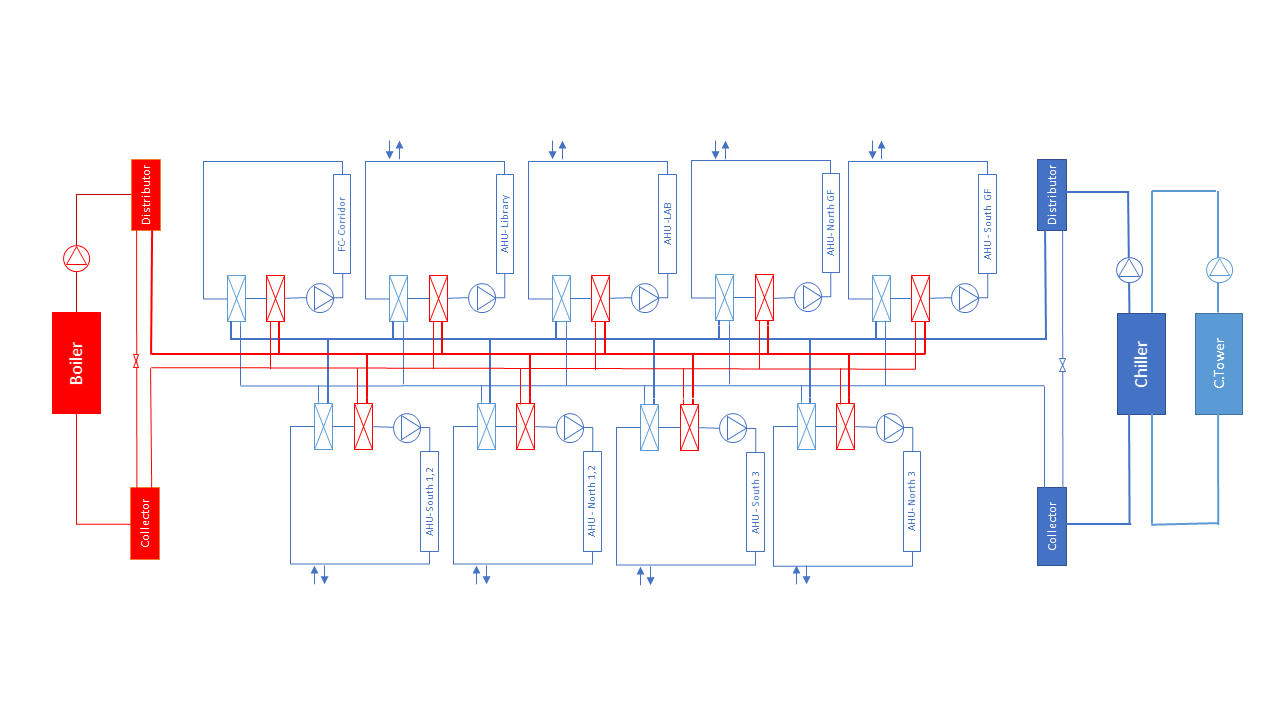 Distributor
FC- Corridor
AHU- Library
AHU -LAB
AHU- North GF
AHU - South GF
Distributor
Boiler
Chiller
C.Tower
Collector
AHU- South 1,2
AHU - North 1,2
AHU - South 3
AHU- North 3
Collector